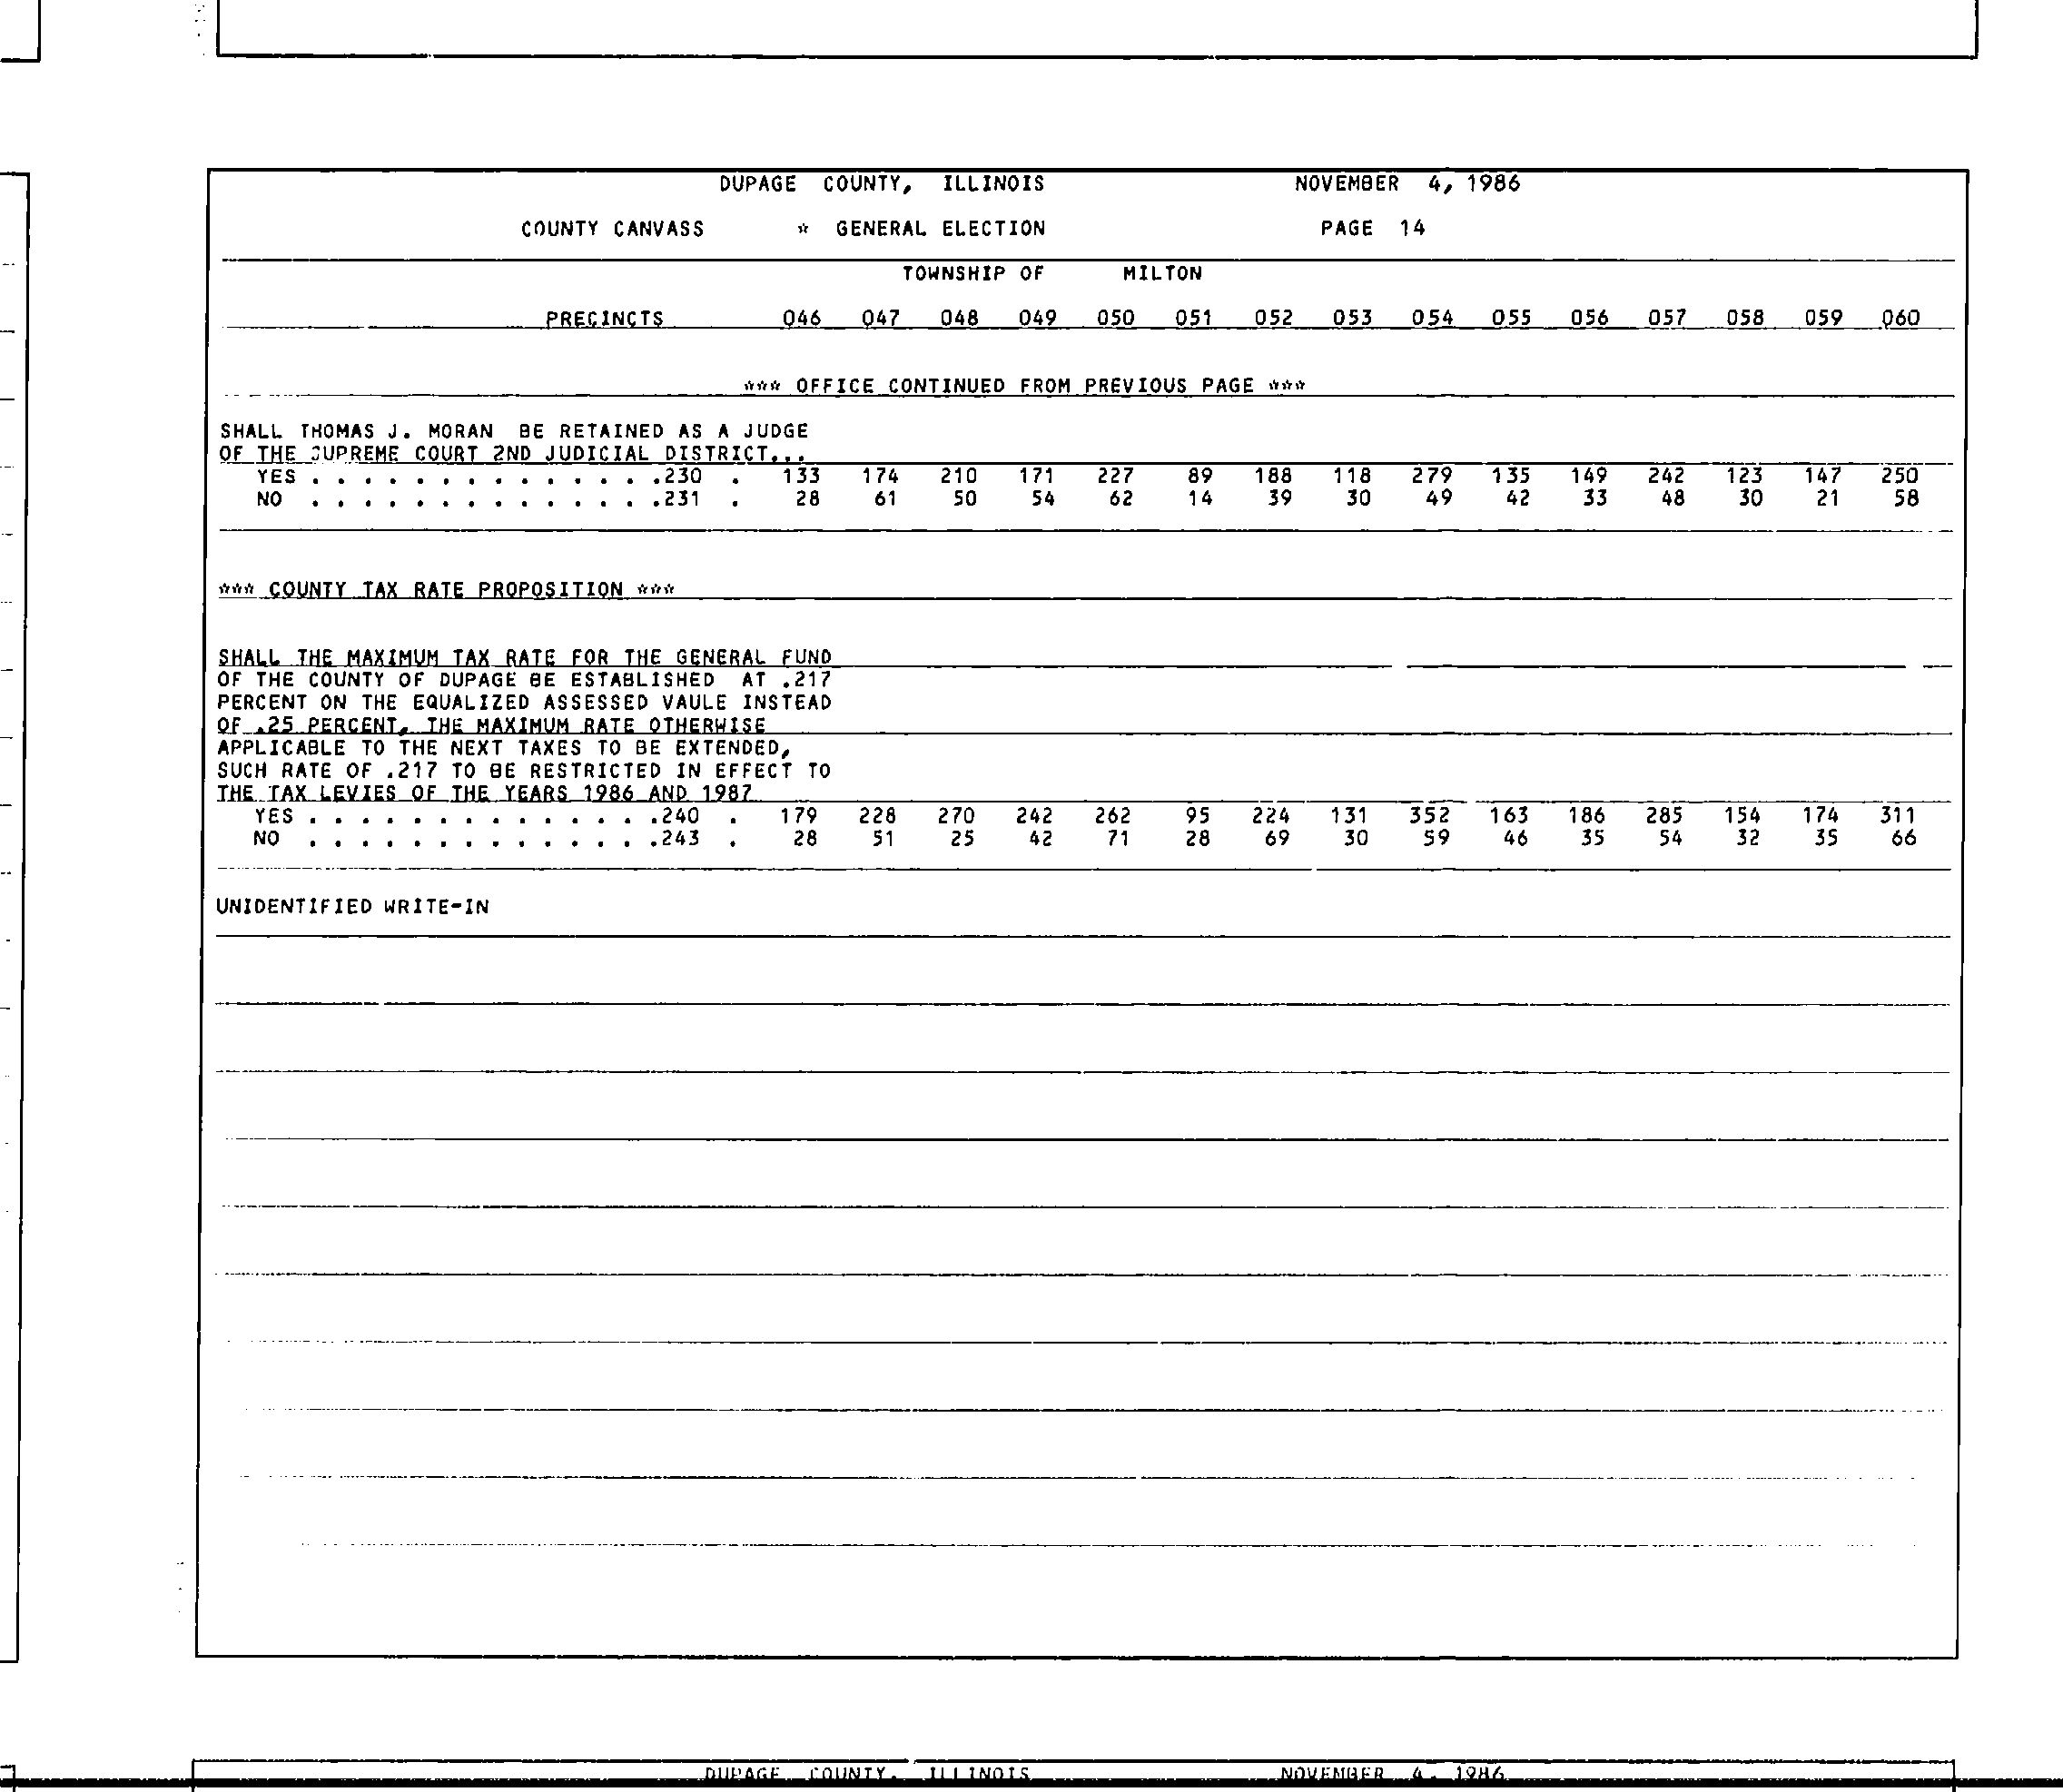 DUPAGE COUNTY, ILLINOIS NOVEMBER 4, 1986
COUNTY CANVASS * GENERAL ELECTION PAGE 14
TOWNSHIP OF MILTON
PRECINCTS 046 047 048 049 050 051 052 053 054 055 056 057 058 059 060
*** OFFICE CONTINUED FROM PREVIOUS PAGE ***
SHALL THOMAS J. MORAN BE RETAINED AS A JUDGE
OF THE SUPREME COURT 2ND JUDICIAL DISTRICT...
YES . . . . . . . . . . . . . .230 . 133 174 210 171 227 89 188 118 279 135 149 242 123 147 250
NO . . . . . . . . . . . . . .231 . 28 61 50 54 62 14 39 30 49 42 33 48 30 21 58
*** COUNTY TAX RATE PROPOSITION ***
SHALL THE MAXIMUM TAX RATE FOR THE GENERAL FUND
OF THE COUNTY OF DUPAGE BE ESTABLISHED AT .217
PERCENT ON THE EQUALIZED ASSESSED VAULE INSTEAD
OF .25 PERCENT, THE MAXIMUM RATE OTHERWISE
APPLICABLE TO THE NEXT TAXES TO BE EXTENDED,
SUCH RATE OF .217 TO BE RESTRICTED IN EFFECT TO
THE TAX LEVIES OF THE YEARS 1986 AND 1987
YES . . . . . . . . . . . . . .240 . 179 228 270 242 262 95 224 131 352 163 186 285 154 174 311
NO . . . . . . . . . . . . . .243 . 28 51 25 42 71 28 69 30 59 46 35 54 32 35 66
UNIDENTIFIED WRITE-IN
DUPAGE COUNTY, ILLINOIS NOVEMBER 4, 1986